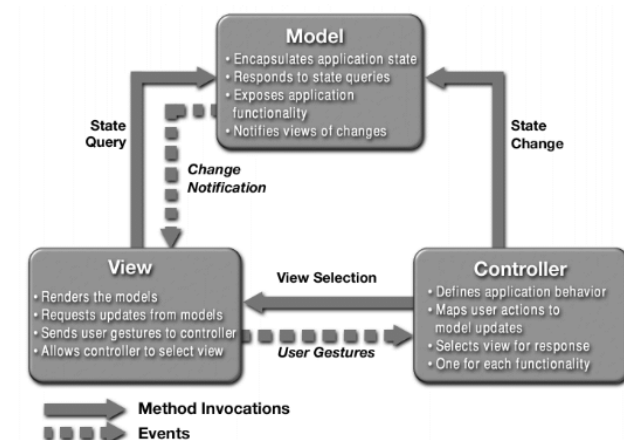 Model
• Encapsulates application state
• Responds to state queries
• Exposes application
functionality
• Notifies views of changes
State
Query
Change
Notification
State
Change
View
• Renders the models
• Requests updates from models
• Sends user gestures to controller
• Allows controller to select view
View Selection
User Gestures
Controller
• Defines application behavior
• Maps user actions to
model updates
• Selects view for response
• One for each functionality
Method Invocations
Events